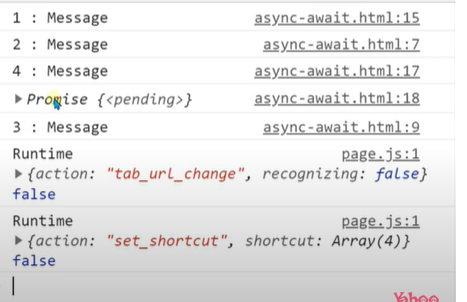 1 : Message async-await.html:15
2 : Message async-await.html:7
4 : Message async-await.html:17
▶Promise {<pending>} async-await.html:18
3 : Message async-await.html:9
Runtime page.js:1
▶{action: "tab_url_change", recognizing: false}
false
Runtime page.js:1
▶{action: "set_shortcut", shortcut: Array(4)}
false
Yahoo